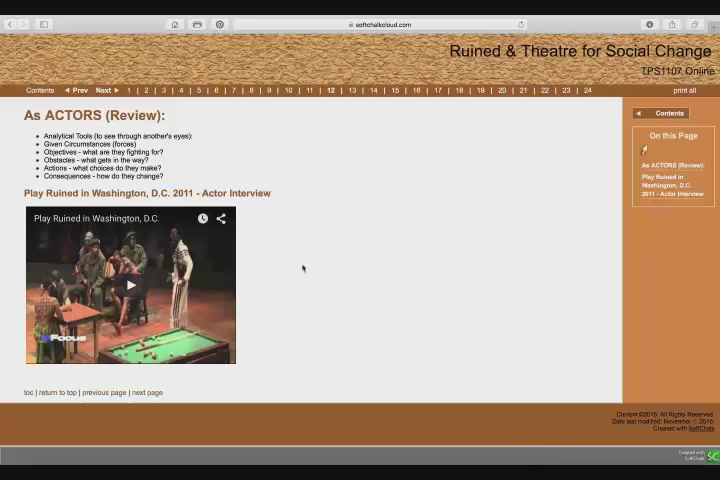 softchalkcloud.com
Ruined & Theatre for Social Change
TPS1107 Online
Contents ◄ Prev Next ► 1 | 2 | 3 | 4 | 5 | 6 | 7 | 8 | 9 | 10 | 11 | 12 | 13 | 14 | 15 | 16 | 17 | 18 | 19 | 20 | 21 | 22 | 23 | 24 print all
As ACTORS (Review):
Analytical Tools (to see through another's eyes):
Given Circumstances (forces)
Objectives - what are they fighting for?
Obstacles - what gets in the way?
Actions - what choices do they make?
Consequences - how do they change?
Play Ruined in Washington, D.C. 2011 - Actor Interview
Play Ruined in Washington, D.C.
INFOCUS
toc | return to top | previous page | next page
◄ Contents
On this Page
As ACTORS (Review):
Play Ruined in
Washington, D.C.
2011 - Actor Interview
Content ©2015. All Rights Reserved.
Date last modified: November 1, 2015.
Created with SoftChalk
Created with
SoftChalk
SC